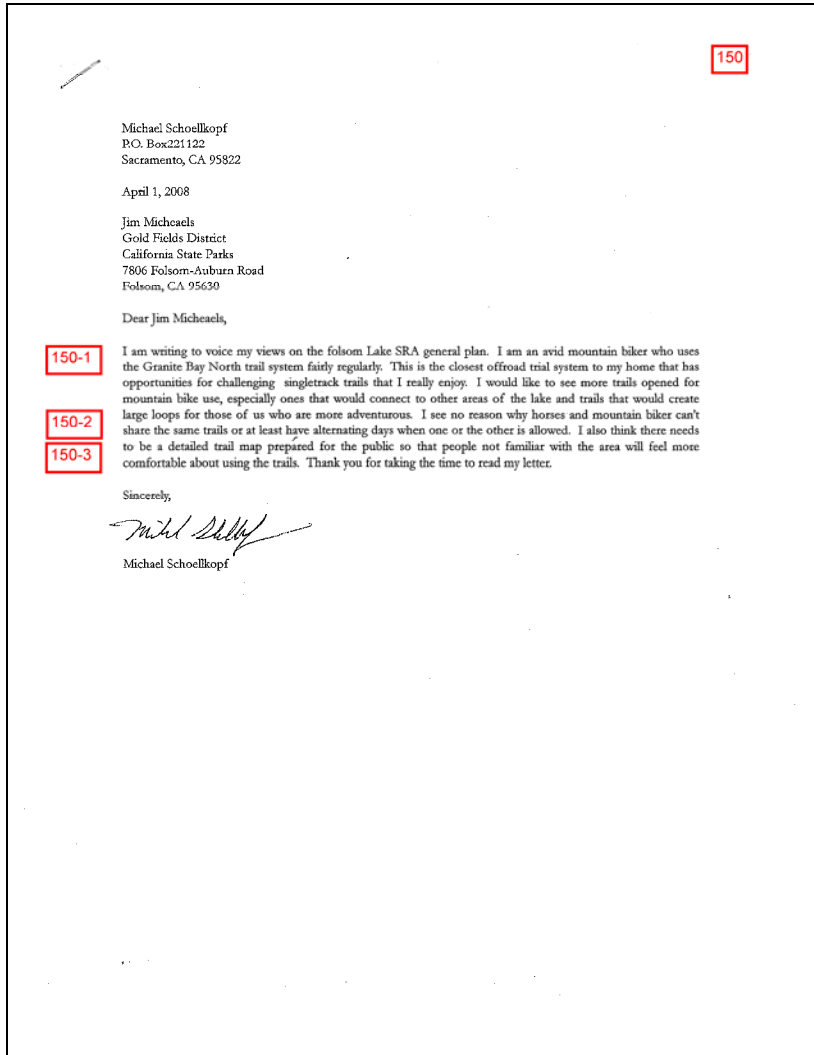 150
Michael Schoellkopf
P.O. Box221122
Sacramento, CA 95822
April 1, 2008
Jim Micheaels
Gold Fields District
California State Parks
7806 Folsom-Auburn Road
Folsom, CA 95630
Dear Jim Micheaels,
150-1
I am writing to voice my views on the folsom Lake SRA general plan. I am an avid mountain biker who uses
the Granite Bay North trail system fairly regularly. This is the closest offroad trial system to my home that has
opportunities for challenging singletrack trails that I really enjoy. I would like to see more trails opened for
mountain bike use, especially ones that would connect to other areas of the lake and trails that would create
150-2
large loops for those of us who are more adventurous. I see no reason why horses and mountain biker can't
share the same trails or at least have alternating days when one or the other is allowed. I also think there needs
150-3
to be a detailed trail map prepared for the public so that people not familiar with the area will feel more
comfortable about using the trails. Thank you for taking the time to read my letter.
Sincerely,
Michael Schoellkopf